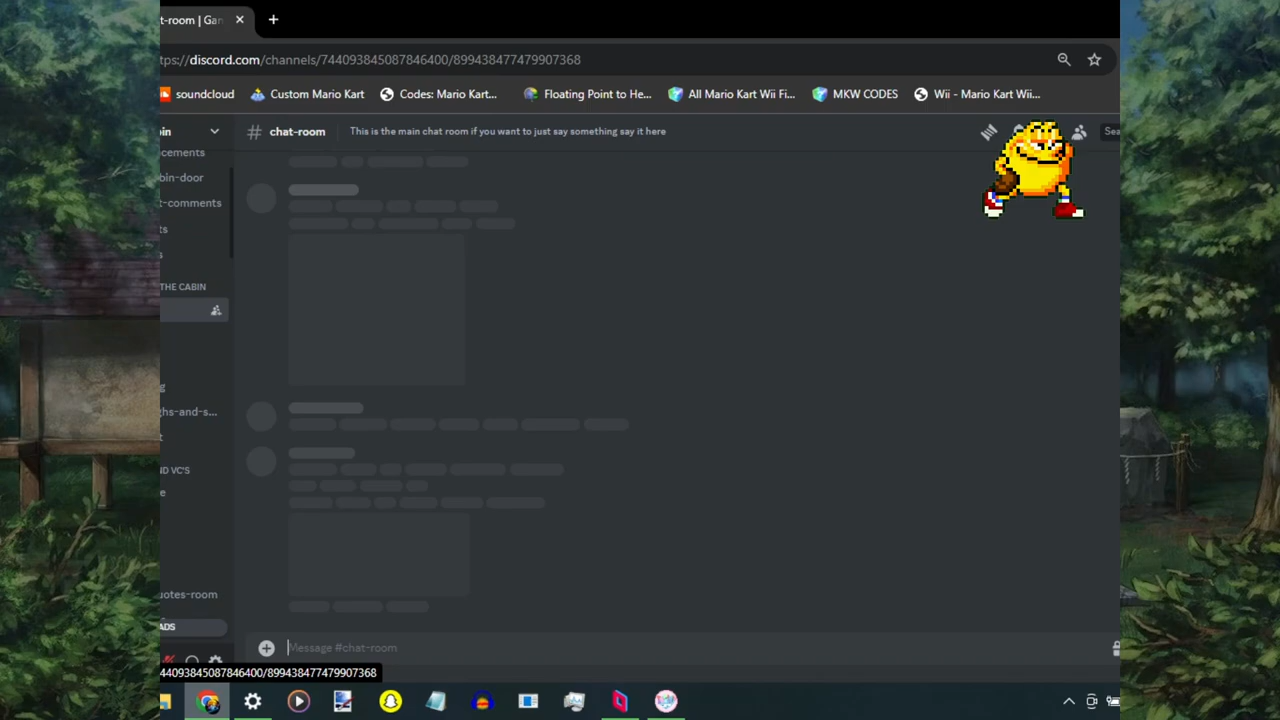 t-room | Gan
tps://discord.com/channels/744093845087846400/899438477479907368
soundcloud
Custom Mario Kart
Codes: Mario Kart...
Floating Point to He...
All Mario Kart Wii Fi...
MKW CODES
Wii - Mario Kart Wii...
bin
chat-room
This is the main chat room if you want to just say something say it here
Sea
cements
bin-door
t-comments
ts
s
THE CABIN
g
ghs-and-s...
t
ND VC'S
e
uotes-room
ADS
Message #chat-room
44093845087846400/899438477479907368